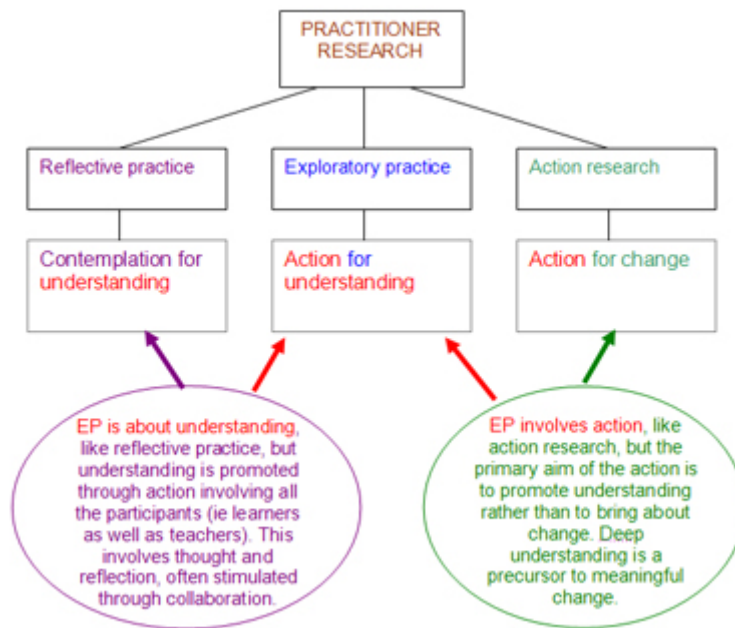 PRACTITIONER
RESEARCH
Reflective practice
Exploratory practice
Action research
Contemplation for
understanding
Action for
understanding
Action for change
EP is about understanding,
like reflective practice, but
understanding is promoted
through action involving all
the participants (ie learners
as well as teachers). This
involves thought and
reflection, often stimulated
through collaboration.
EP involves action, like
action research, but the
primary aim of the action is
to promote understanding
rather than to bring about
change. Deep
understanding is a
precursor to meaningful
change.